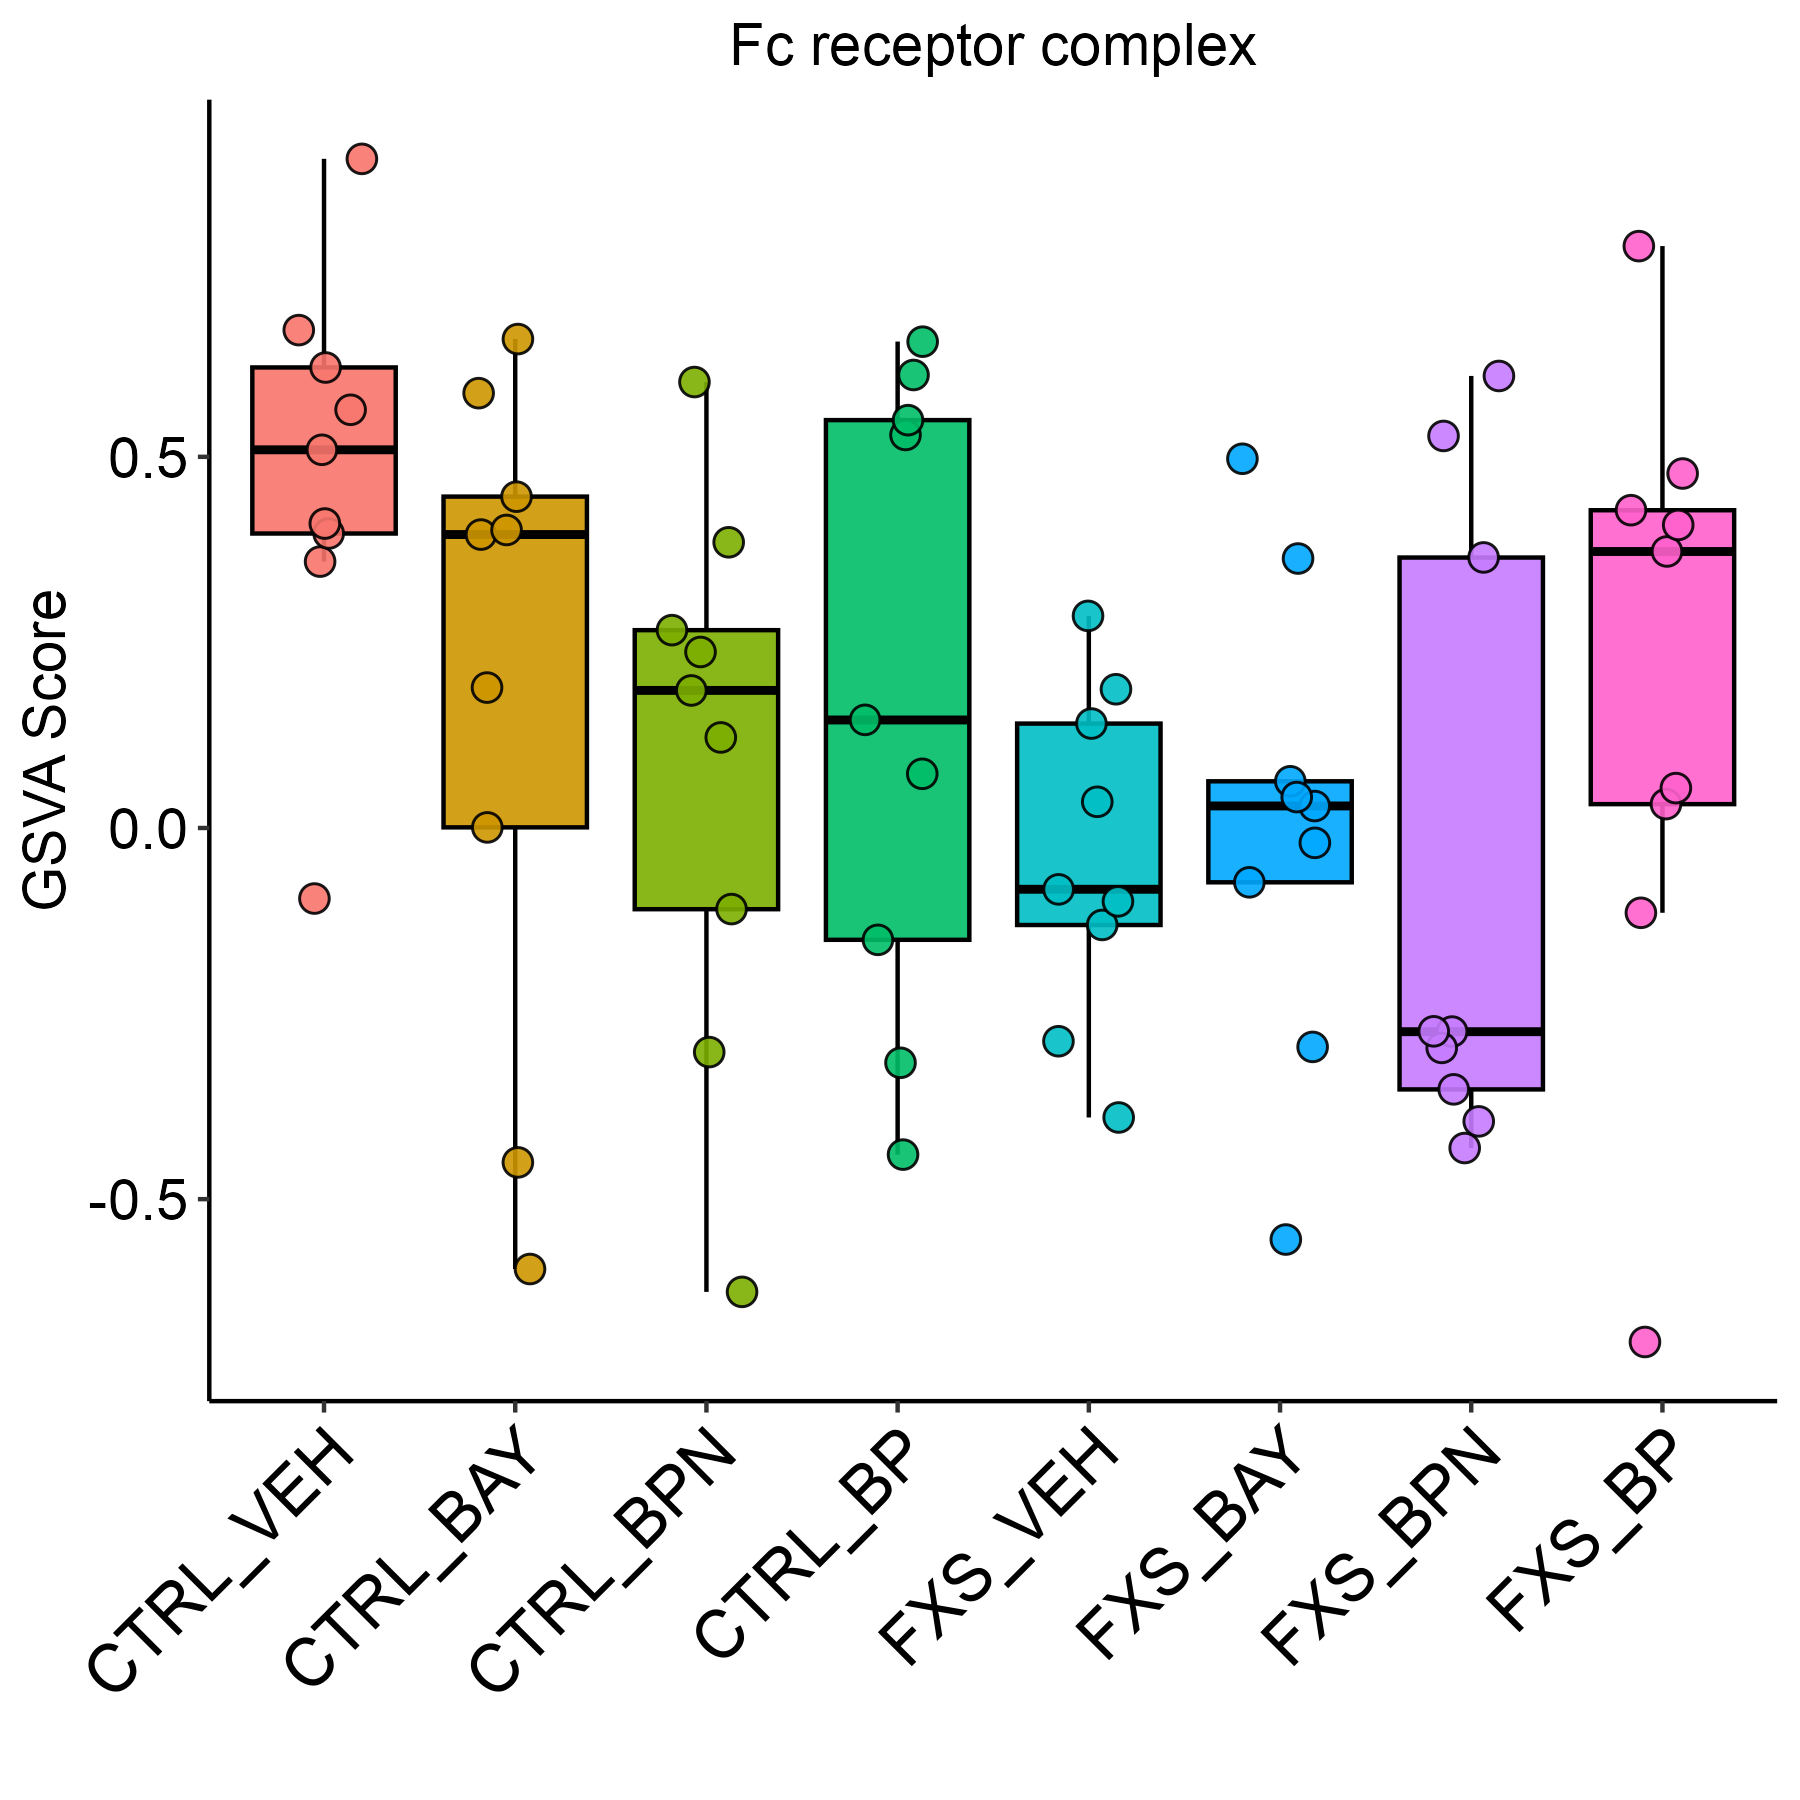 Fc receptor complex
GSVA Score
0.5
0.0
-0.5
CTRL_VEH
CTRL_BAY
CTRL_BPN
CTRL_BP
FXS_VEH
FXS_BAY
FXS_BPN
FXS_BP